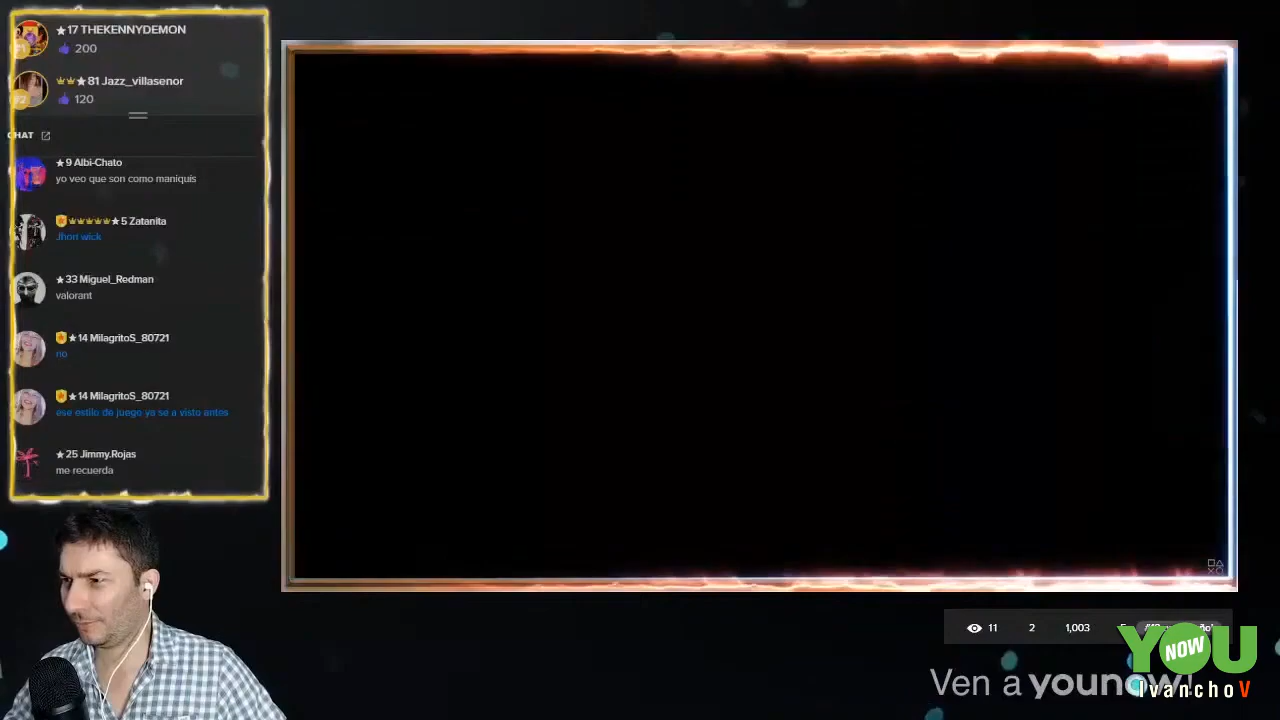 ★17 THEKENNYDEMON
200
★81 Jazz_villasenor
120
CHAT
★9 Albi-Chato
yo veo que son como maniquís
★5 Zatanita
Jhon wick
★33 Miguel_Redman
valorant
★14 MilagritoS_80721
no
★14 MilagritoS_80721
ese estilo de juego ya se a visto antes
★25 Jimmy.Rojas
me recuerda
11 2 1,003
YOU NOW
Ven a younow!
IvanchoV